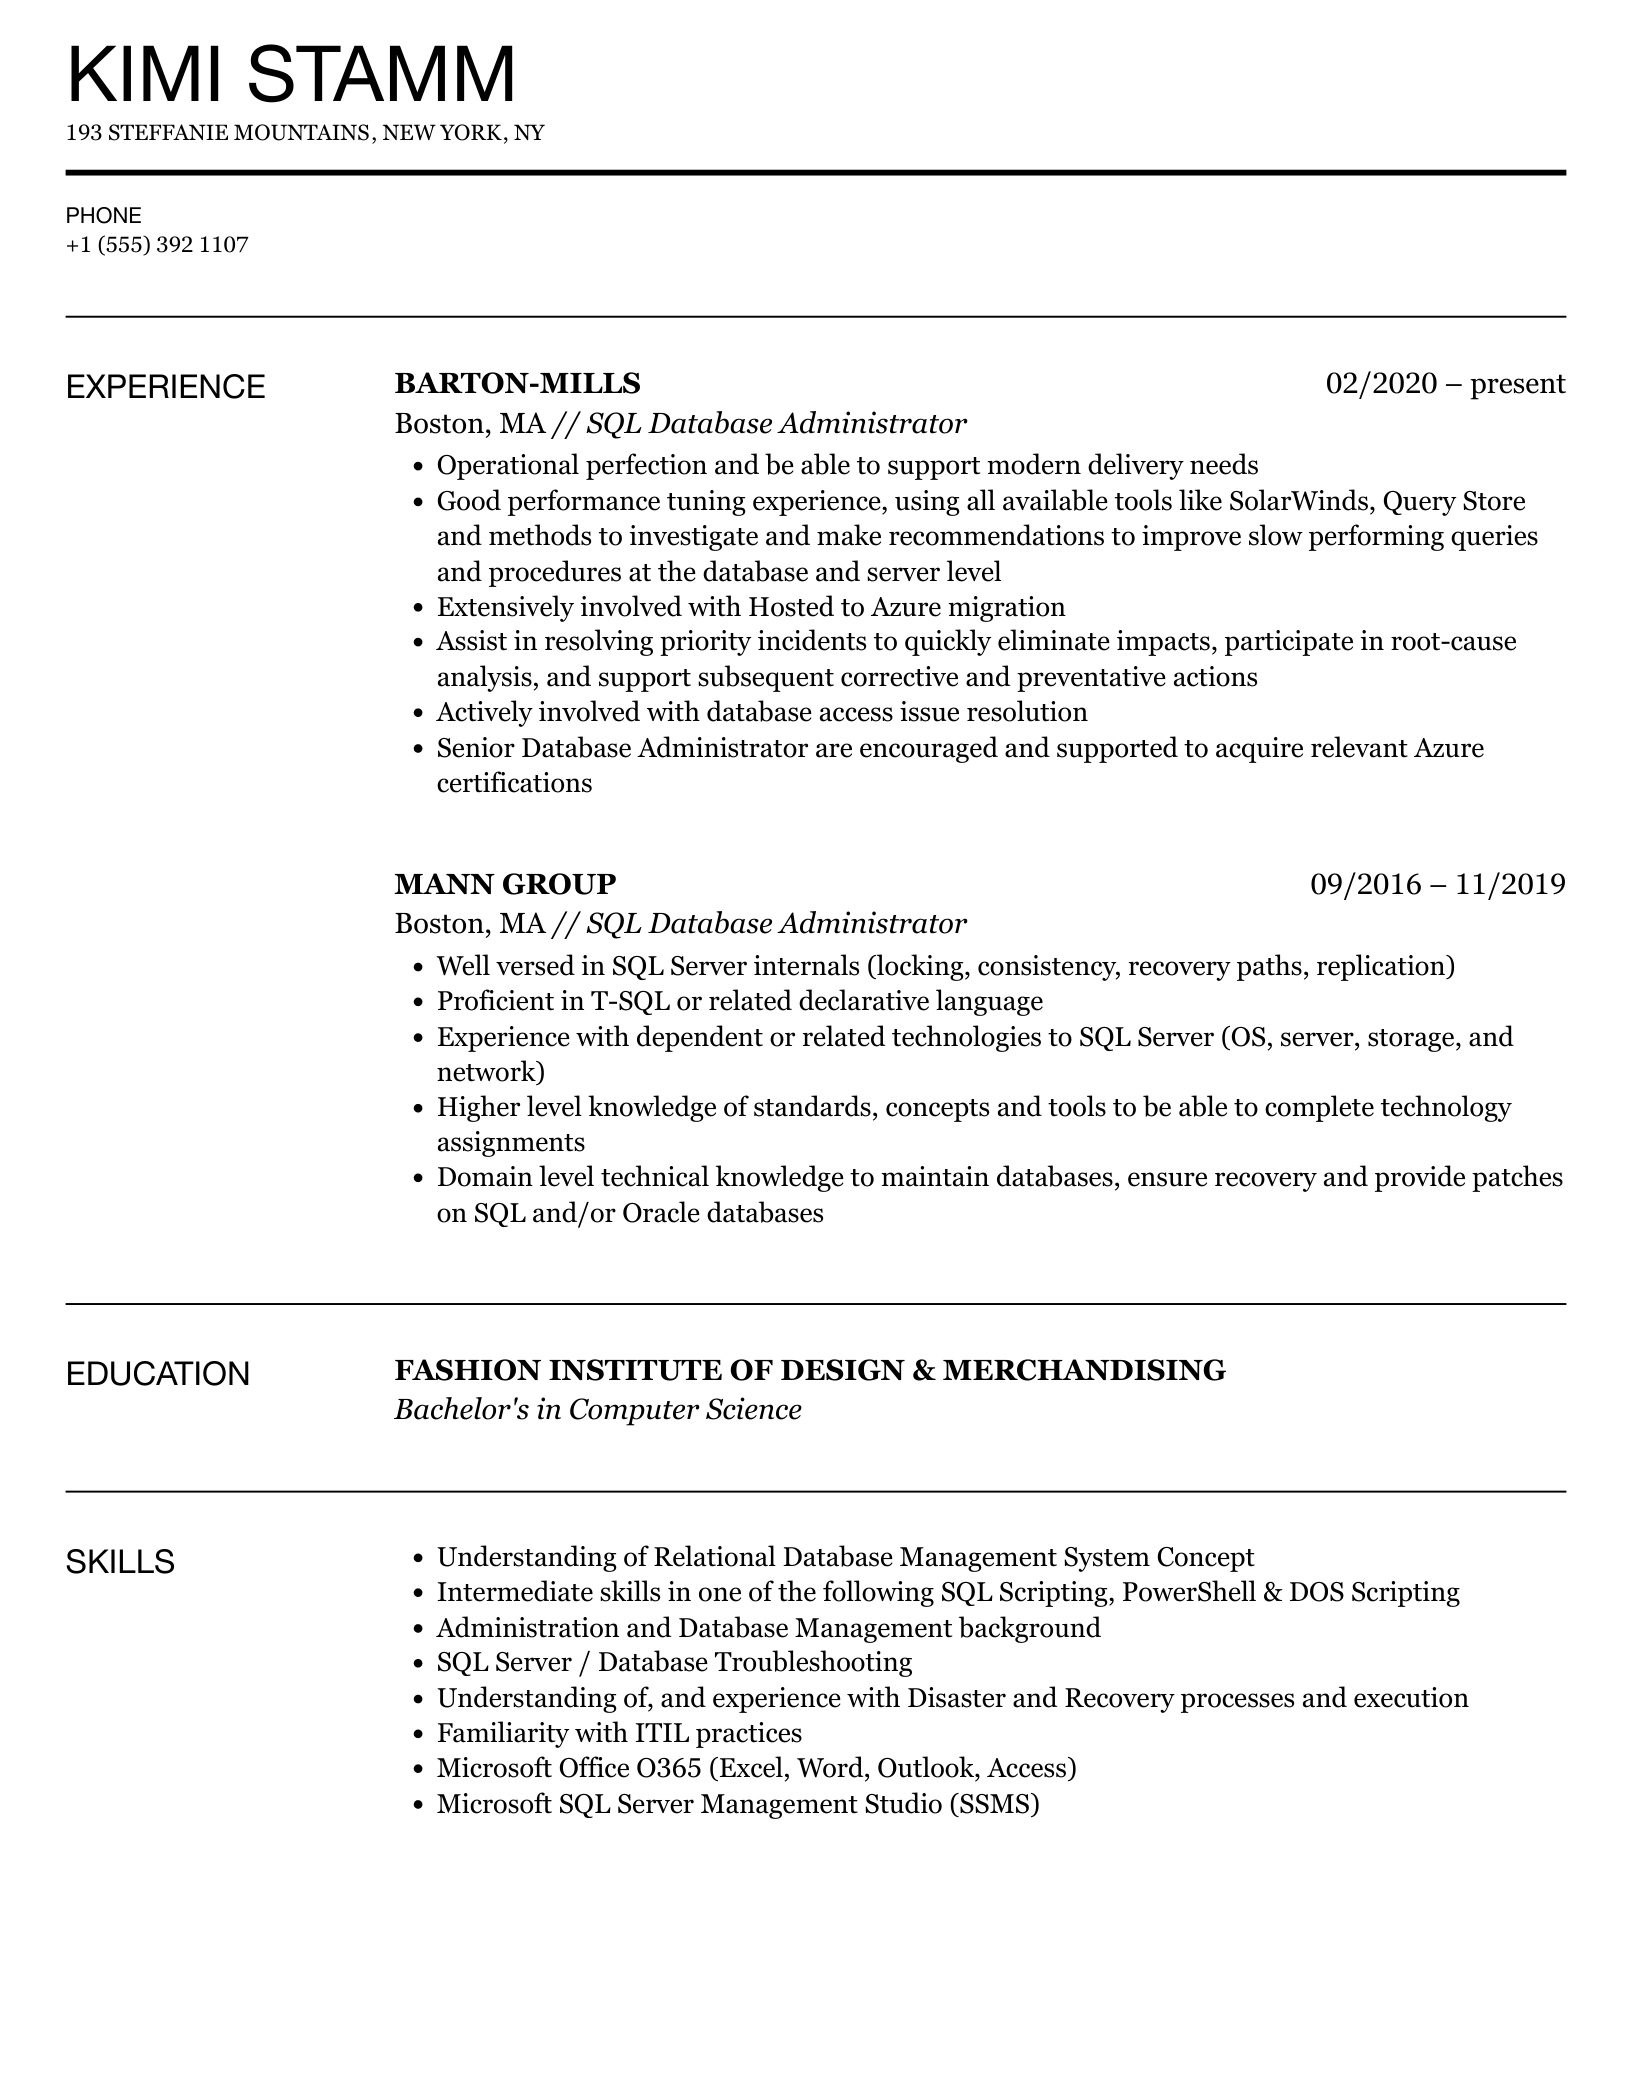 KIMI STAMM
193 STEFFANIE MOUNTAINS, NEW YORK, NY
PHONE
+1 (555) 392 1107
EXPERIENCE
BARTON-MILLS
02/2020 – present
Boston, MA // SQL Database Administrator
• Operational perfection and be able to support modern delivery needs
• Good performance tuning experience, using all available tools like SolarWinds, Query Store
and methods to investigate and make recommendations to improve slow performing queries
and procedures at the database and server level
• Extensively involved with Hosted to Azure migration
• Assist in resolving priority incidents to quickly eliminate impacts, participate in root-cause
analysis, and support subsequent corrective and preventative actions
• Actively involved with database access issue resolution
• Senior Database Administrator are encouraged and supported to acquire relevant Azure
certifications
MANN GROUP
09/2016 – 11/2019
Boston, MA // SQL Database Administrator
• Well versed in SQL Server internals (locking, consistency, recovery paths, replication)
• Proficient in T-SQL or related declarative language
• Experience with dependent or related technologies to SQL Server (OS, server, storage, and
network)
• Higher level knowledge of standards, concepts and tools to be able to complete technology
assignments
• Domain level technical knowledge to maintain databases, ensure recovery and provide patches
on SQL and/or Oracle databases
EDUCATION
FASHION INSTITUTE OF DESIGN & MERCHANDISING
Bachelor's in Computer Science
SKILLS
• Understanding of Relational Database Management System Concept
• Intermediate skills in one of the following SQL Scripting, PowerShell & DOS Scripting
• Administration and Database Management background
• SQL Server / Database Troubleshooting
• Understanding of, and experience with Disaster and Recovery processes and execution
• Familiarity with ITIL practices
• Microsoft Office O365 (Excel, Word, Outlook, Access)
• Microsoft SQL Server Management Studio (SSMS)